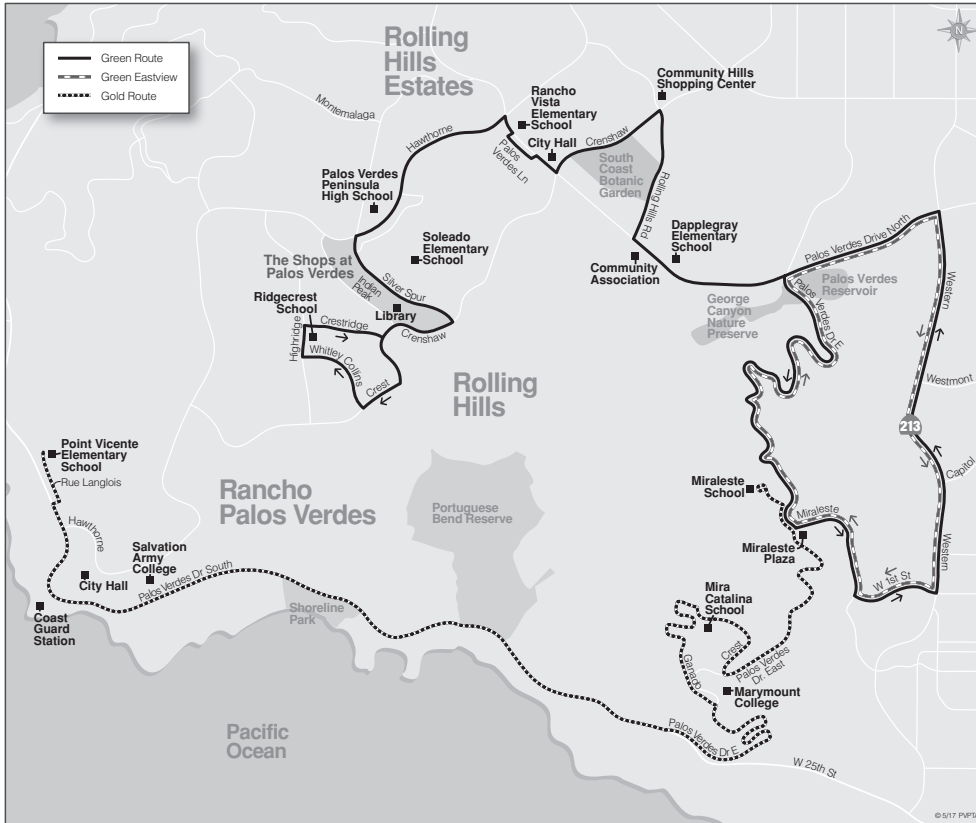 Green Route
Green Eastview
Gold Route
N
Rolling
Hills
Estates
Community Hills
Shopping Center
Rancho
Vista
Elementary
School
Montemalaga
Hawthorne
City Hall
Crenshaw
Palos
Verdes Ln
South
Coast
Botanic
Garden
Palos Verdes
Peninsula
High School
Rolling Hills Rd
Dapplegray
Elementary
School
Palos Verdes Drive North
Soleado
Elementary
School
The Shops at
Palos Verdes
Community
Association
Silver Spur
Indian
Peak
Palos Verdes
Reservoir
Palos Verdes Dr E
Western
Ridgecrest
School
Library
George
Canyon
Nature
Preserve
Crestridge
Crenshaw
Highridge
Whitley Collins
Crest
Rolling
Hills
Westmont
213
Point Vicente
Elementary
School
Rue Langlois
Capitol
Rancho
Palos Verdes
Miraleste
School
Portuguese
Bend Reserve
Miraleste
Hawthorne
Salvation
Army
College
Miraleste
Plaza
Western
City Hall
Palos Verdes Dr South
W 1st St
Mira
Catalina
School
Coast
Guard
Station
Shoreline
Park
Crest
Palos Verdes
Dr. East
Ganado
Marymount
College
Pacific
Ocean
Palos Verdes Dr E
W 25th St
© 5/17 PVPTA